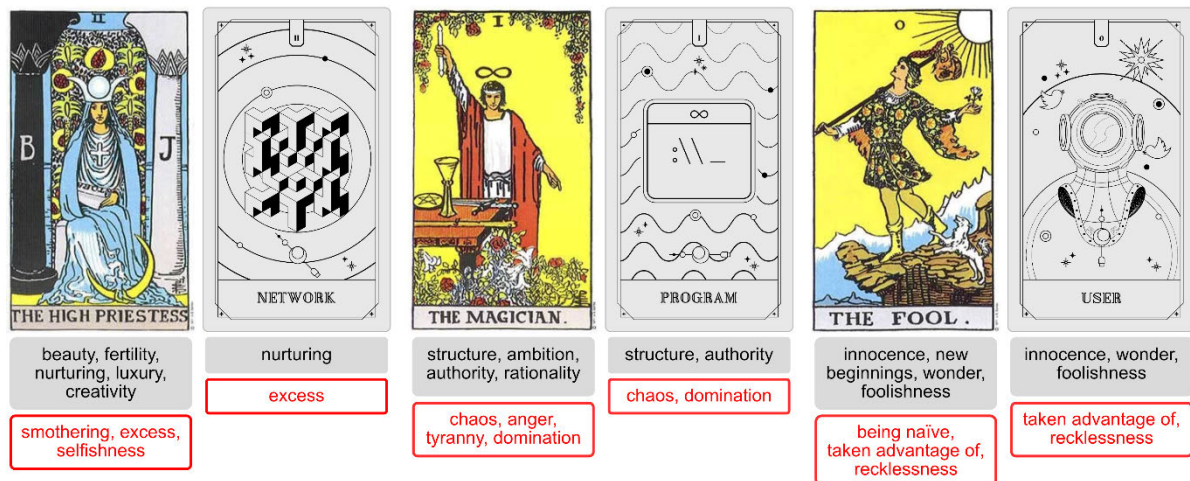 II
B
J
THE HIGH PRIESTESS
II
NETWORK
I
THE MAGICIAN.
I
:\\_
PROGRAM
0
THE FOOL.
0
USER
beauty, fertility,
nurturing, luxury,
creativity
smothering, excess,
selfishness
nurturing
excess
structure, ambition,
authority, rationality
chaos, anger,
tyranny, domination
structure, authority
chaos, domination
innocence, new
beginnings, wonder,
foolishness
being naïve,
taken advantage of,
recklessness
innocence, wonder,
foolishness
taken advantage of,
recklessness